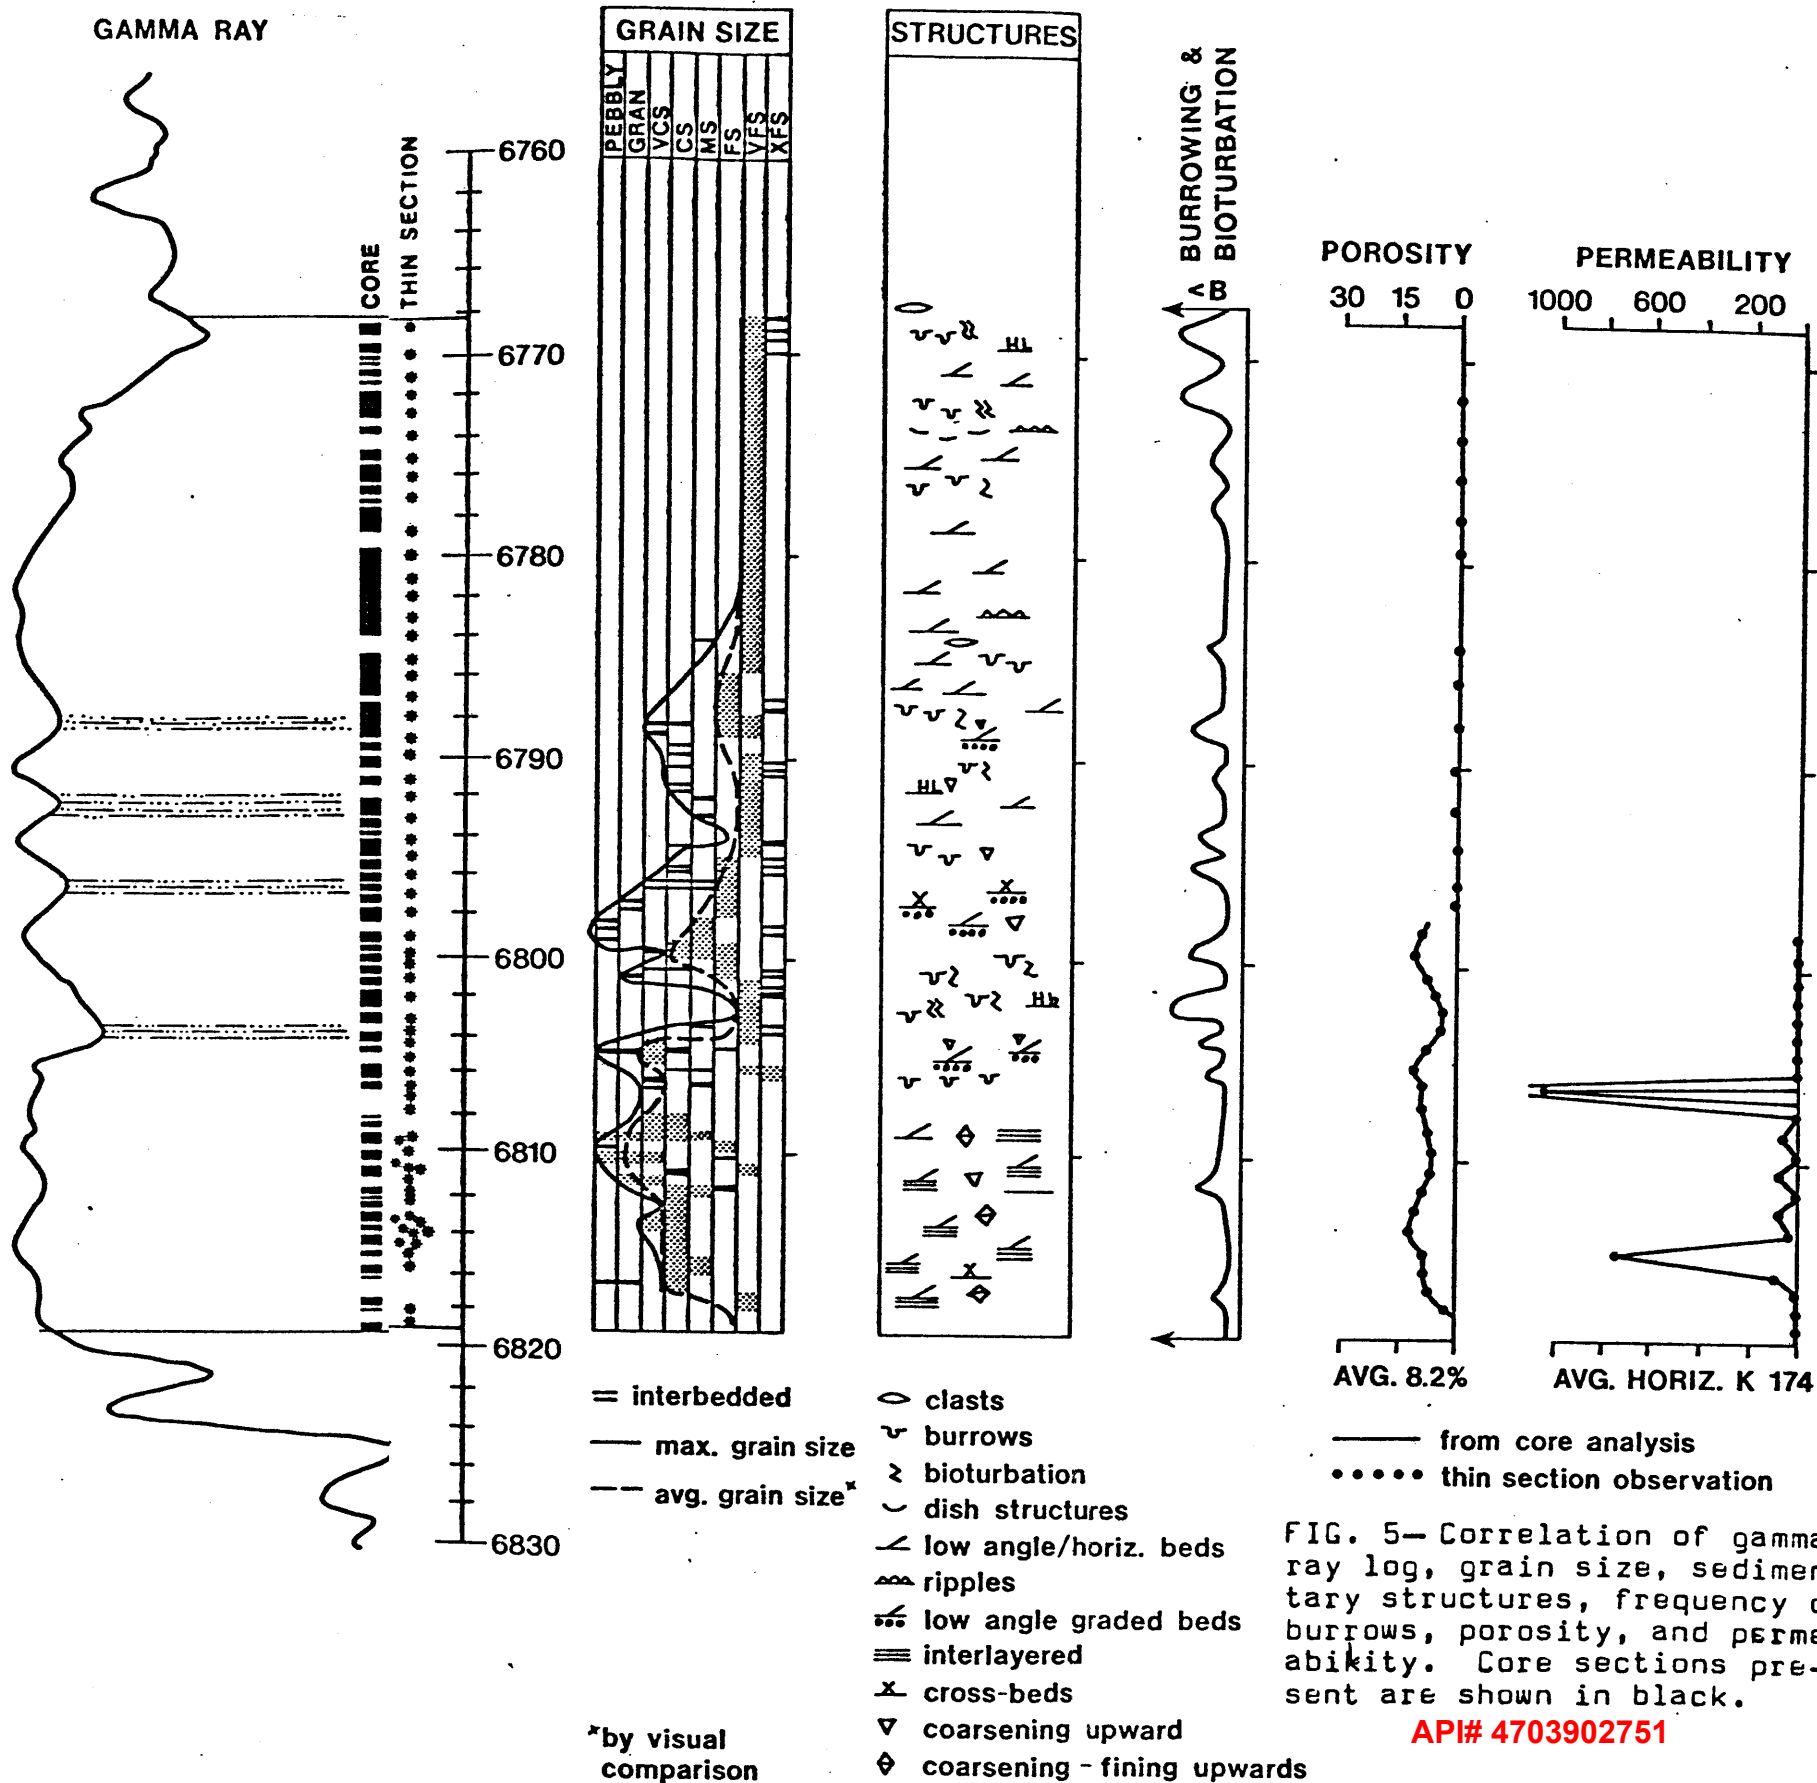 GAMMA RAY
CORE
THIN SECTION
6760
6770
6780
6790
6800
6810
6820
6830
GRAIN SIZE
PEBBLY
GRAN
VCS
CS
MS
FS
VFS
XFS
STRUCTURES
HL
HL
BURROWING &
BIOTURBATION
<B
POROSITY
30 15 0
PERMEABILITY
1000 600 200
AVG. 8.2%
AVG. HORIZ. K 174
= interbedded
max. grain size
avg. grain size*
*by visual
comparison
clasts
burrows
bioturbation
dish structures
low angle/horiz. beds
ripples
low angle graded beds
interlayered
cross-beds
coarsening upward
coarsening - fining upwards
from core analysis
thin section observation
FIG. 5— Correlation of gamma
ray log, grain size, sedimen
tary structures, frequency o
burrows, porosity, and perme
abikity. Core sections pre-
sent are shown in black.
API# 4703902751